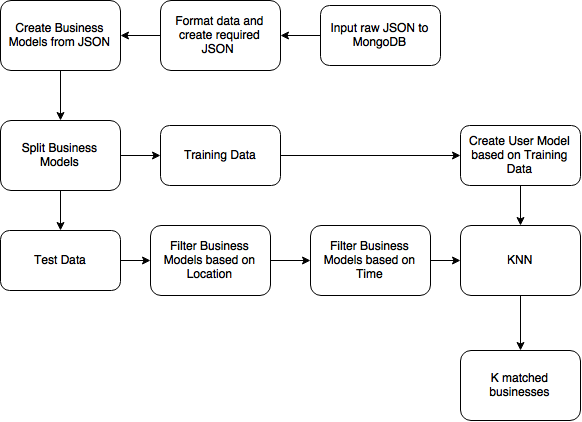 Create Business
Models from JSON
Format data and
create required
JSON
Input raw JSON to
MongoDB
Split Business
Models
Training Data
Create User Model
based on Training
Data
Test Data
Filter Business
Models based on
Location
Filter Business
Models based on
Time
KNN
K matched
businesses